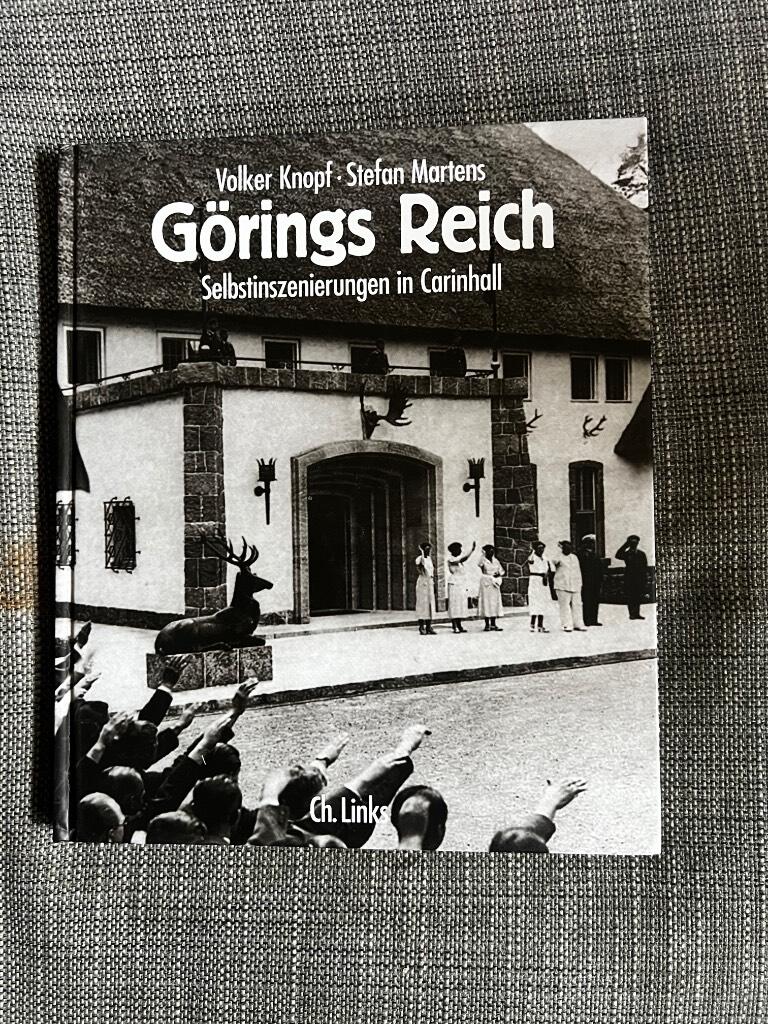 Volker Knopf · Stefan Martens
Görings Reich
Selbstinszenierungen in Carinhall
Ch. Links